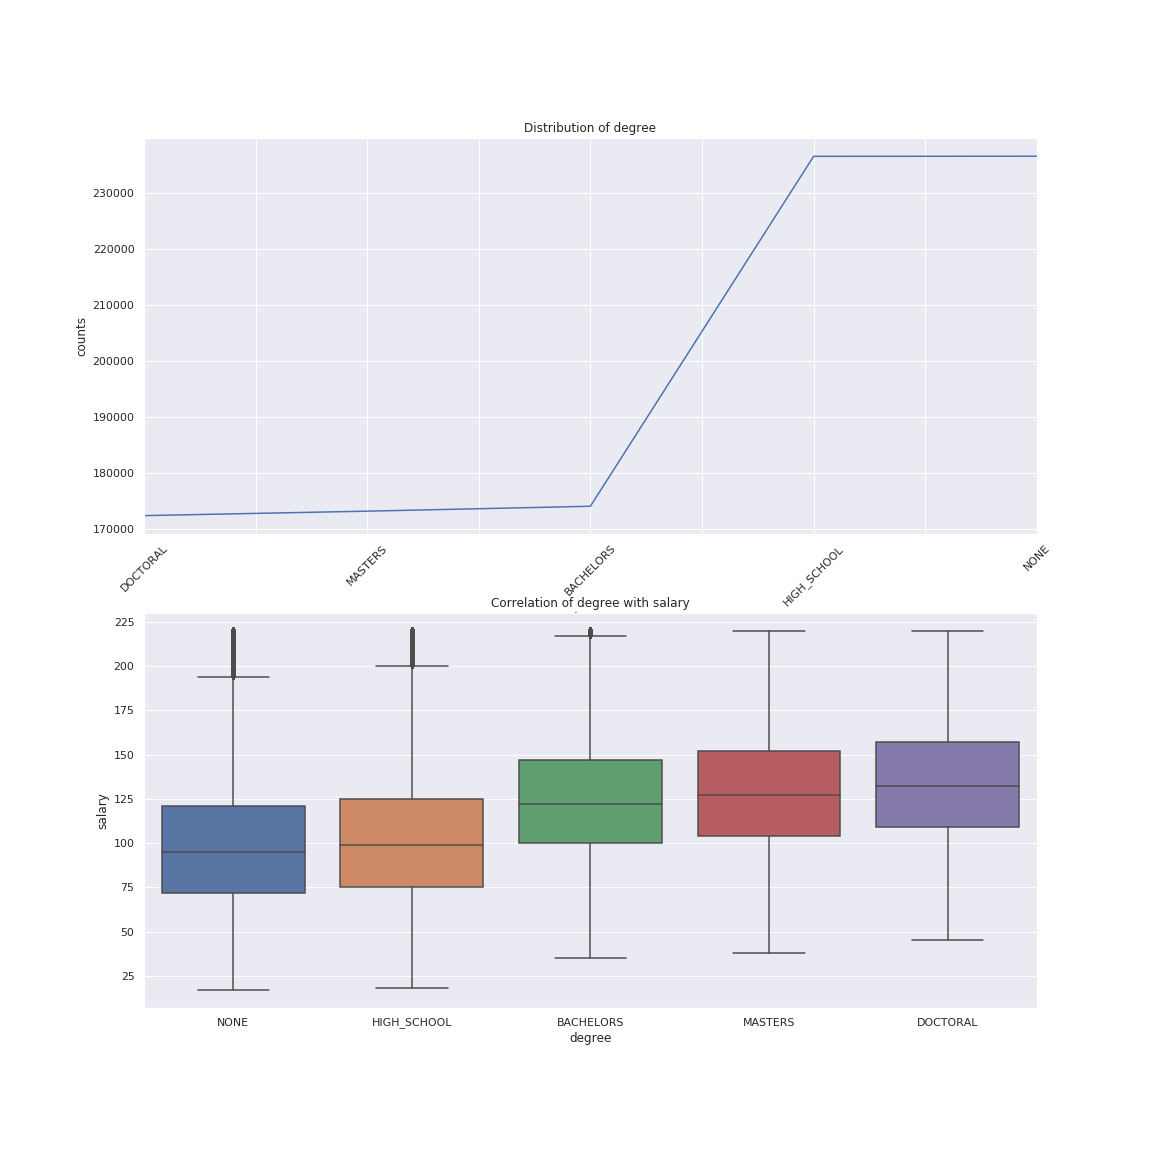 Distribution of degree
counts
230000
220000
210000
200000
190000
180000
170000
DOCTORAL
MASTERS
BACHELORS
HIGH_SCHOOL
NONE
Correlation of degree with salary
salary
225
200
175
150
125
100
75
50
25
NONE HIGH_SCHOOL BACHELORS MASTERS DOCTORAL
degree